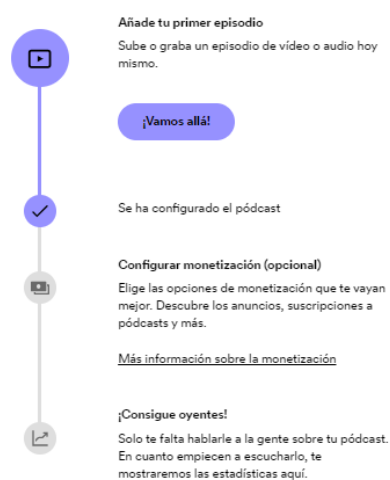 Añade tu primer episodio
Sube o graba un episodio de vídeo o audio hoy
mismo.
¡Vamos allá!
Se ha configurado el pódcast
Configurar monetización (opcional)
Elige las opciones de monetización que te vayan
mejor. Descubre los anuncios, suscripciones a
pódcasts y más.
Más información sobre la monetización
¡Consigue oyentes!
Solo te falta hablarle a la gente sobre tu pódcast.
En cuanto empiecen a escucharlo, te
mostraremos las estadísticas aquí.